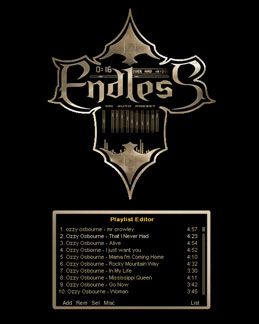 0:16
Endless
EQ AUTO PRESET
Playlist Editor
1. ozzy osbourne - mr crowley 4:57
2. Ozzy Osbourne - That I Never Had 4:23
3. Ozzy Osbourne - Alive 4:54
4. Ozzy Osbourne - I just want you 4:52
5. Ozzy Osbourne - Mama I'm Coming Home 4:10
6. Ozzy Osbourne - Rocky Mountain Way 4:32
7. Ozzy Osbourne - In My Life 3:30
8. Ozzy Osbourne - Mississippi Queen 4:11
9. Ozzy Osbourne - Go Now 3:42
10. Ozzy Osbourne - Woman 3:45
Add Rem Sel Misc List